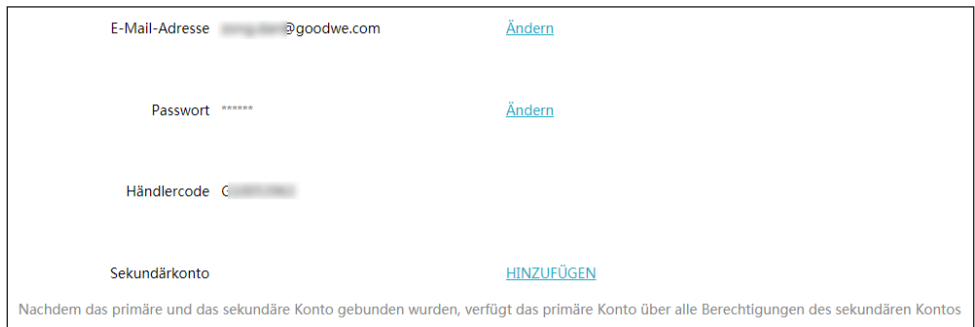 E-Mail-Adresse @goodwe.com Ändern
Passwort ****** Ändern
Händlercode
Sekundärkonto HINZUFÜGEN
Nachdem das primäre und das sekundäre Konto gebunden wurden, verfügt das primäre Konto über alle Berechtigungen des sekundären Kontos